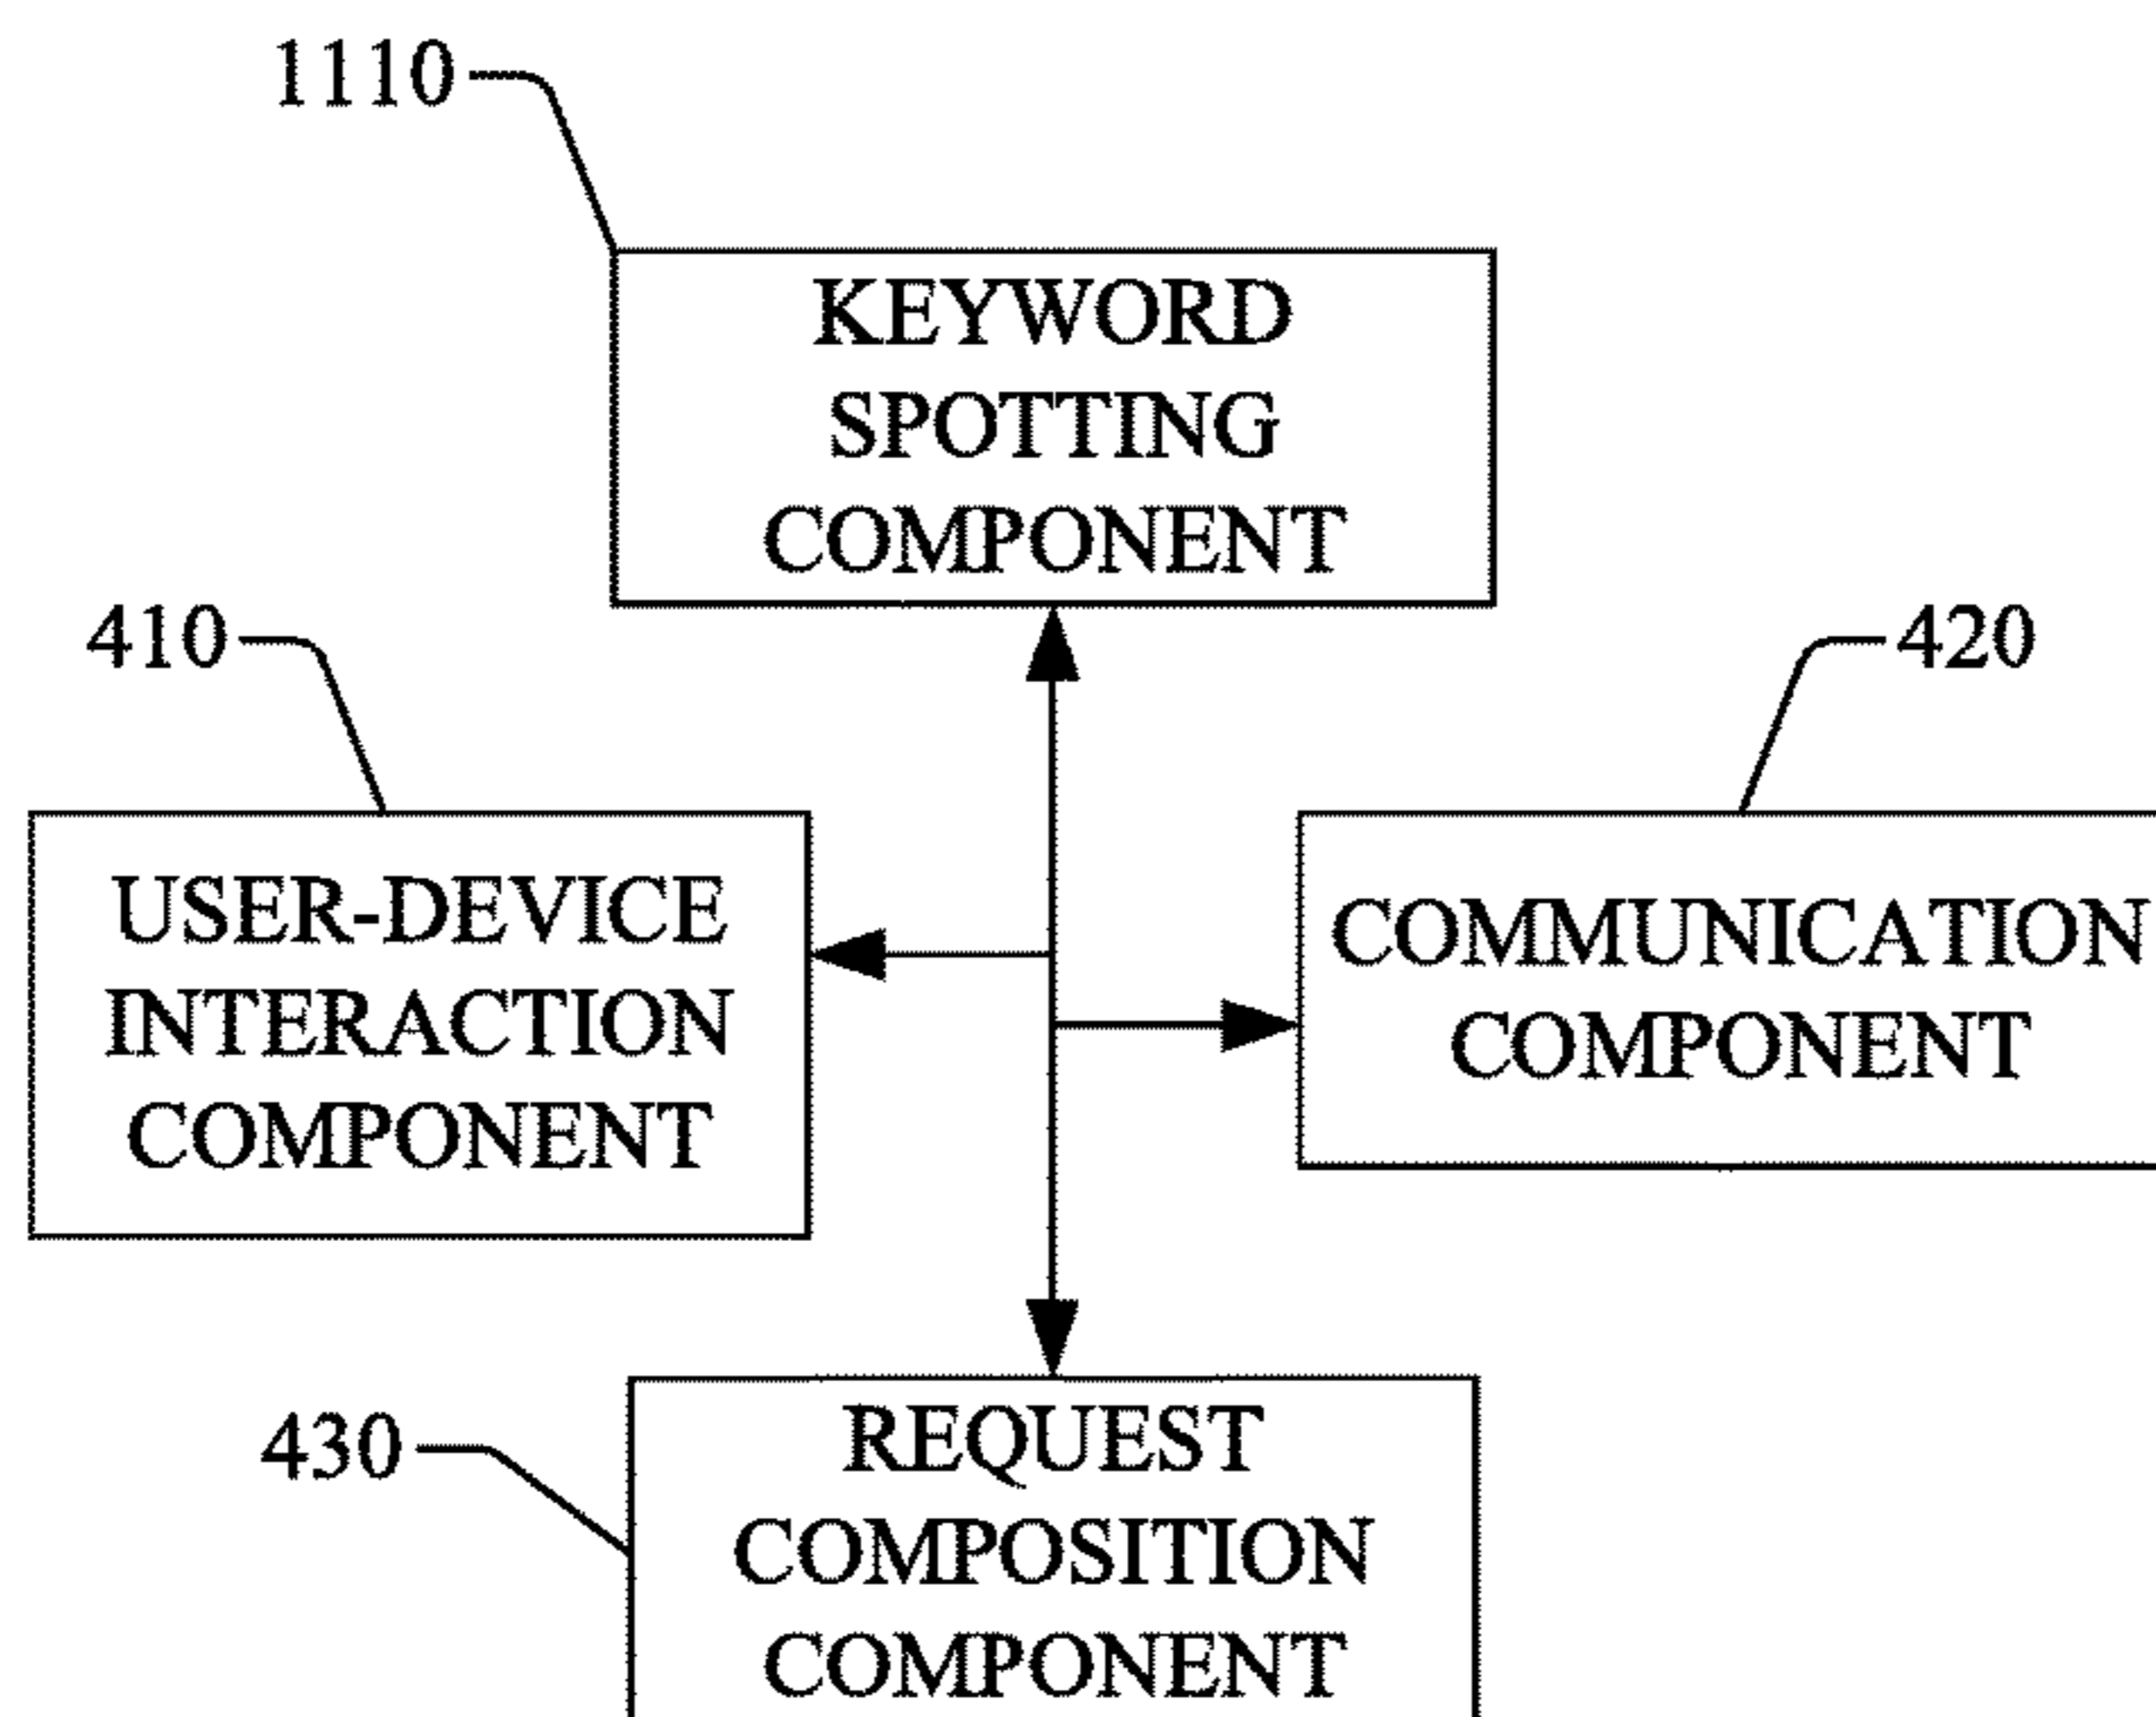 1110
KEYWORD
SPOTTING
COMPONENT
410
420
USER-DEVICE
INTERACTION
COMPONENT
COMMUNICATION
COMPONENT
430
REQUEST
COMPOSITION
COMPONENT